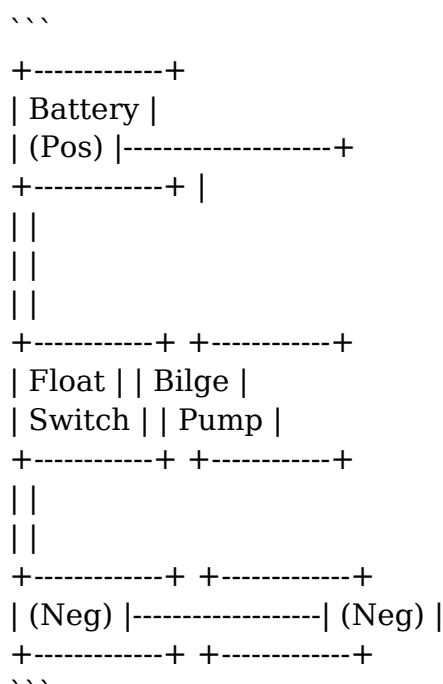 ```
+-------------+
| Battery |
| (Pos) |---------------------+
+-------------+ |
| |
| |
| |
+------------+ +------------+
| Float | | Bilge |
| Switch | | Pump |
+------------+ +------------+
| |
| |
+-------------+ +-------------+
| (Neg) |-------------------| (Neg) |
+-------------+ +-------------+
```